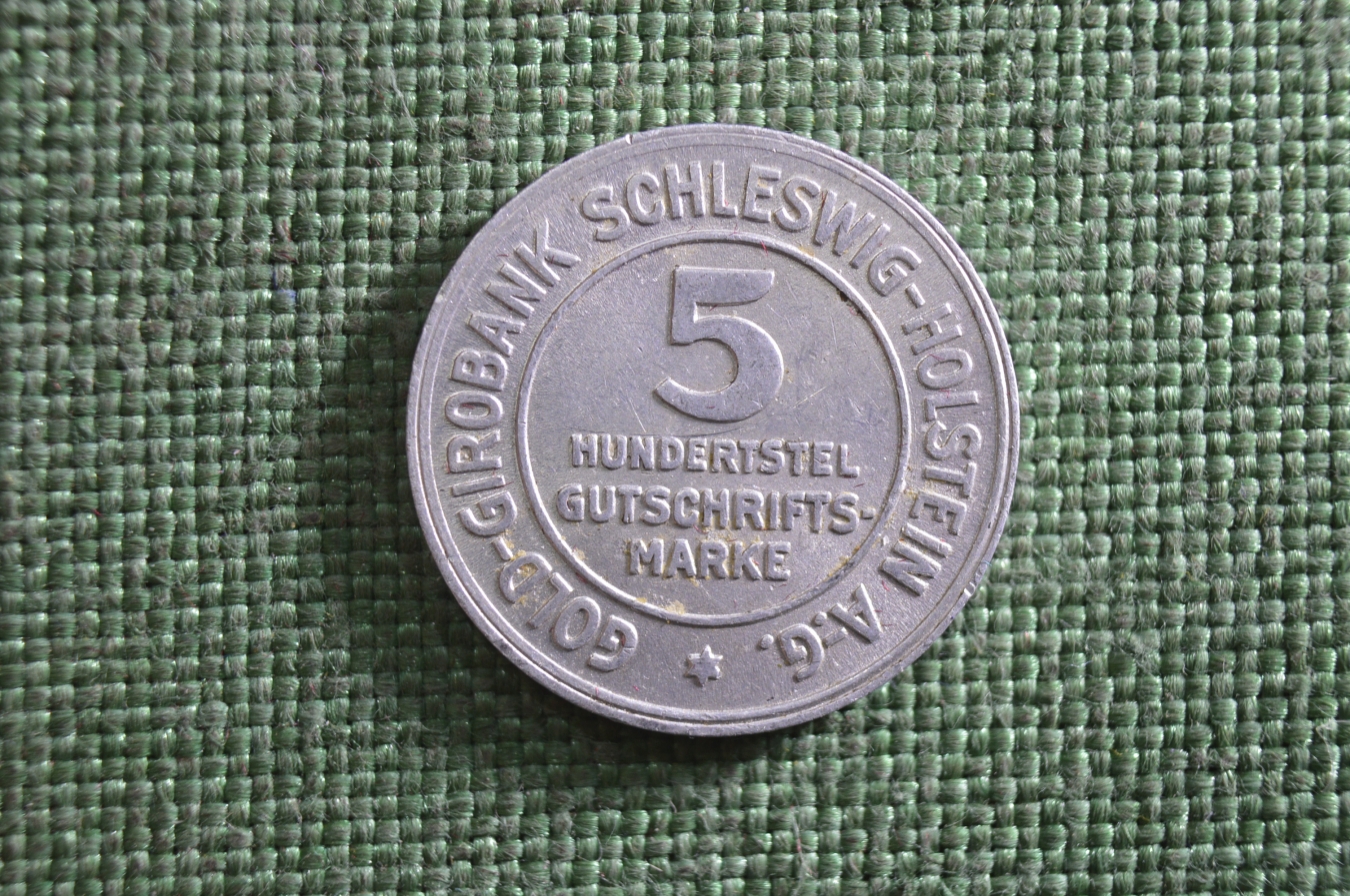 GOLD-GIROBANK SCHLESWIG-HOLSTEIN A.-G.
5
HUNDERTSTEL
GUTSCHRIFTS-
MARKE